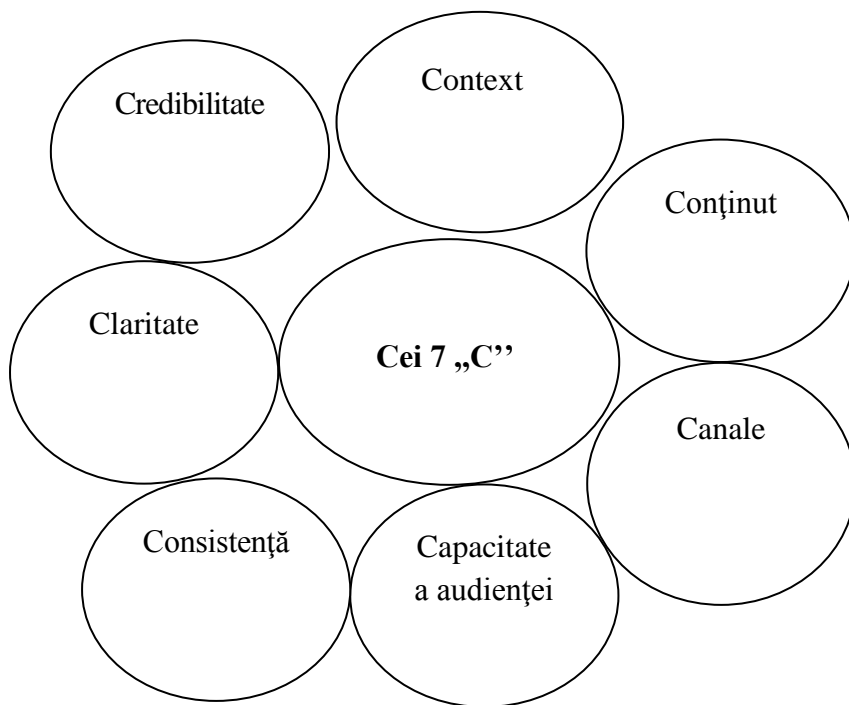 Context
Credibilitate
Conţinut
Claritate
Cei 7 „C’’
Canale
Consistenţă
Capacitate
a audienţei